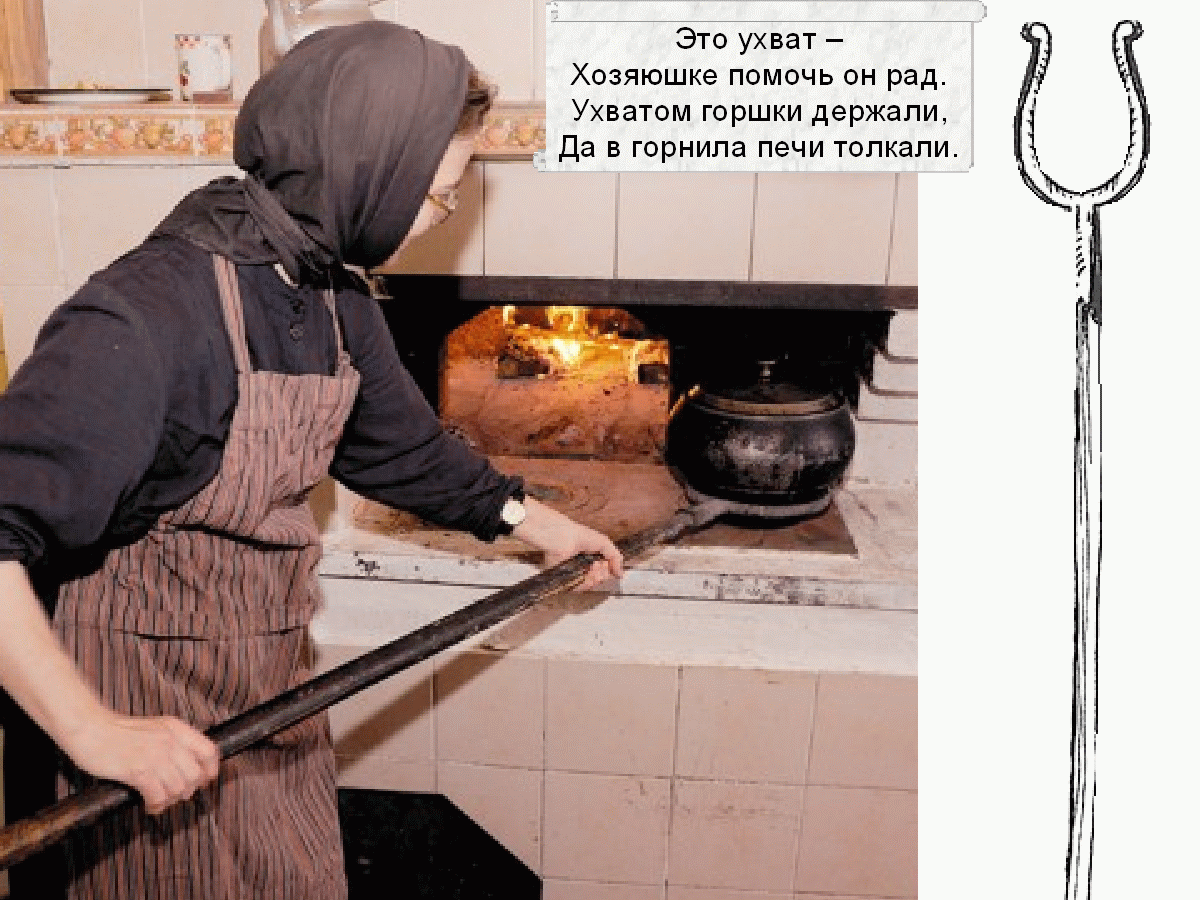 Это ухват –
Хозяюшке помочь он рад.
Ухватом горшки держали,
Да в горнила печи толкали.